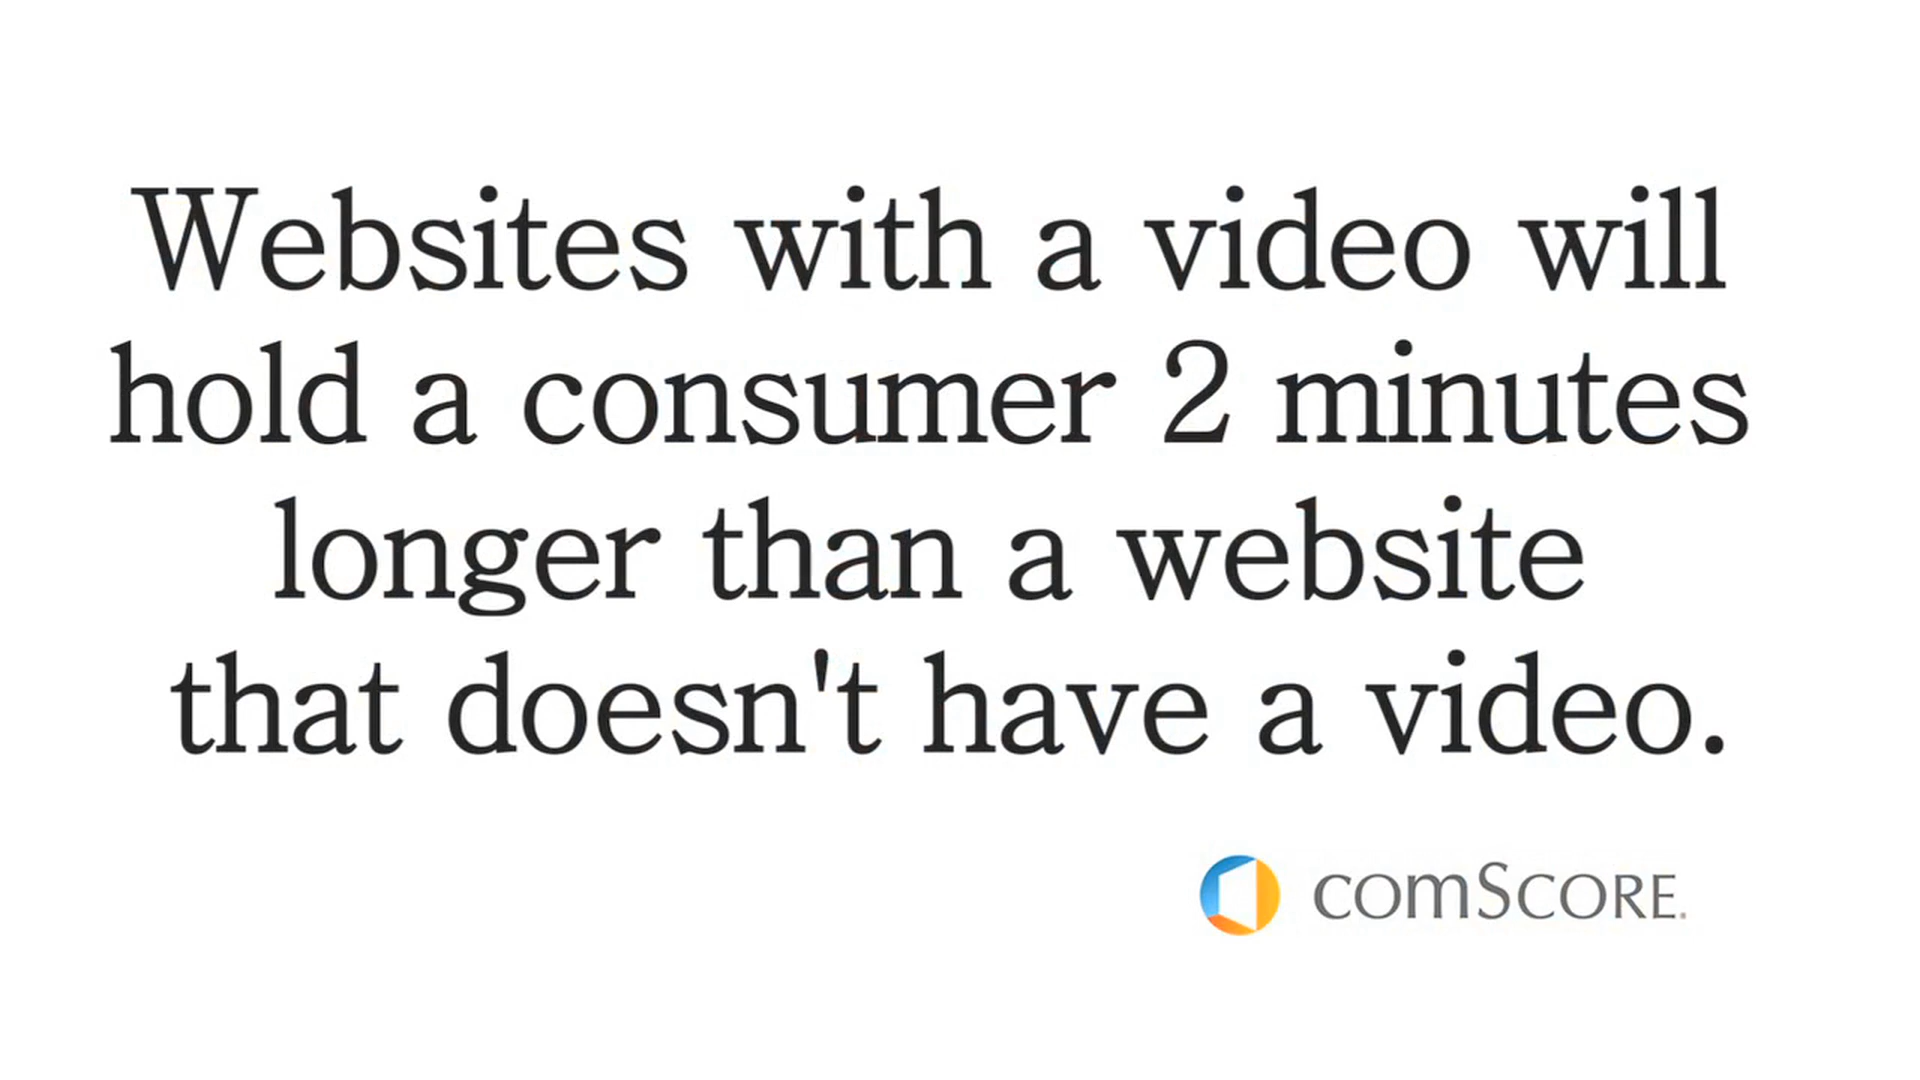 Websites with a video will
hold a consumer 2 minutes
longer than a website
that doesn't have a video.
comScore.